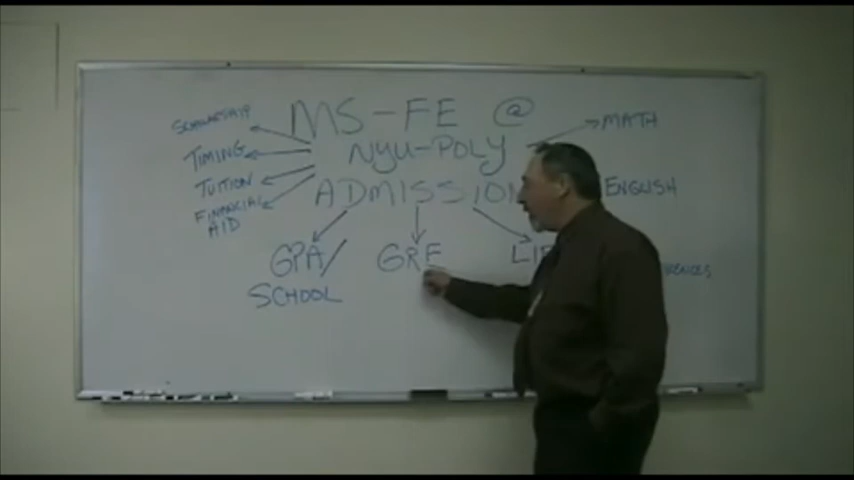 MS-FE @
NYU-POLY
ADMISSION
SCHOLARSHIP
TIMING
TUITION
FINANCIAL
AID
MATH
ENGLISH
GPA/
SCHOOL
GRE